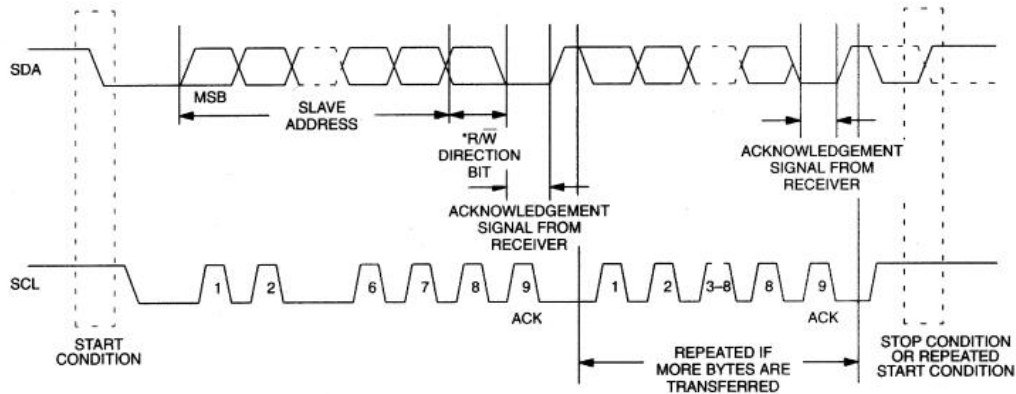 SDA
MSB
SLAVE
ADDRESS
*R/W̅
DIRECTION
BIT
ACKNOWLEDGEMENT
SIGNAL FROM
RECEIVER
ACKNOWLEDGEMENT
SIGNAL FROM
RECEIVER
SCL
1 2 6 7 8 9 1 2 3–8 8 9
ACK ACK
START
CONDITION
REPEATED IF
MORE BYTES ARE
TRANSFERRED
STOP CONDITION
OR REPEATED
START CONDITION